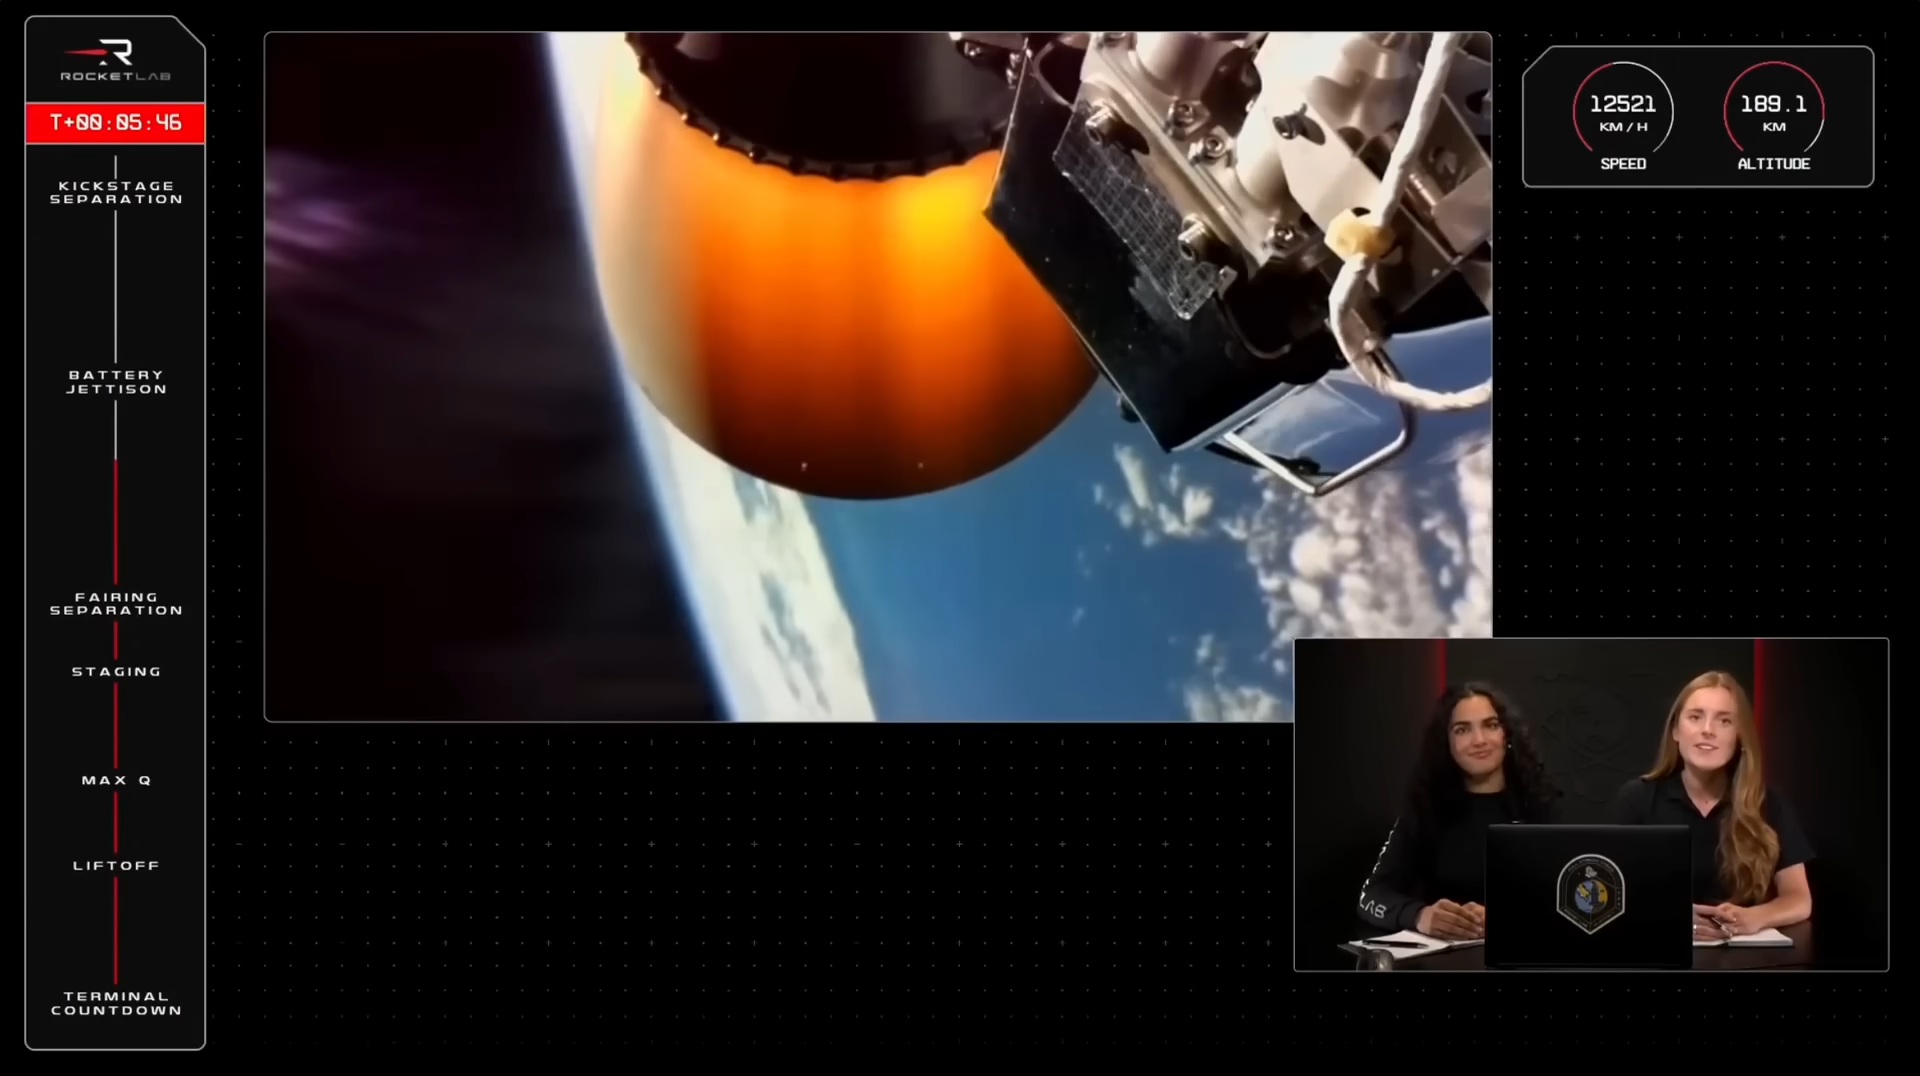 ROCKETLAB
T+00:05:46
KICKSTAGE
SEPARATION
BATTERY
JETTISON
FAIRING
SEPARATION
STAGING
MAX Q
LIFTOFF
TERMINAL
COUNTDOWN
12521
KM/H
SPEED
189.1
KM
ALTITUDE
LAB